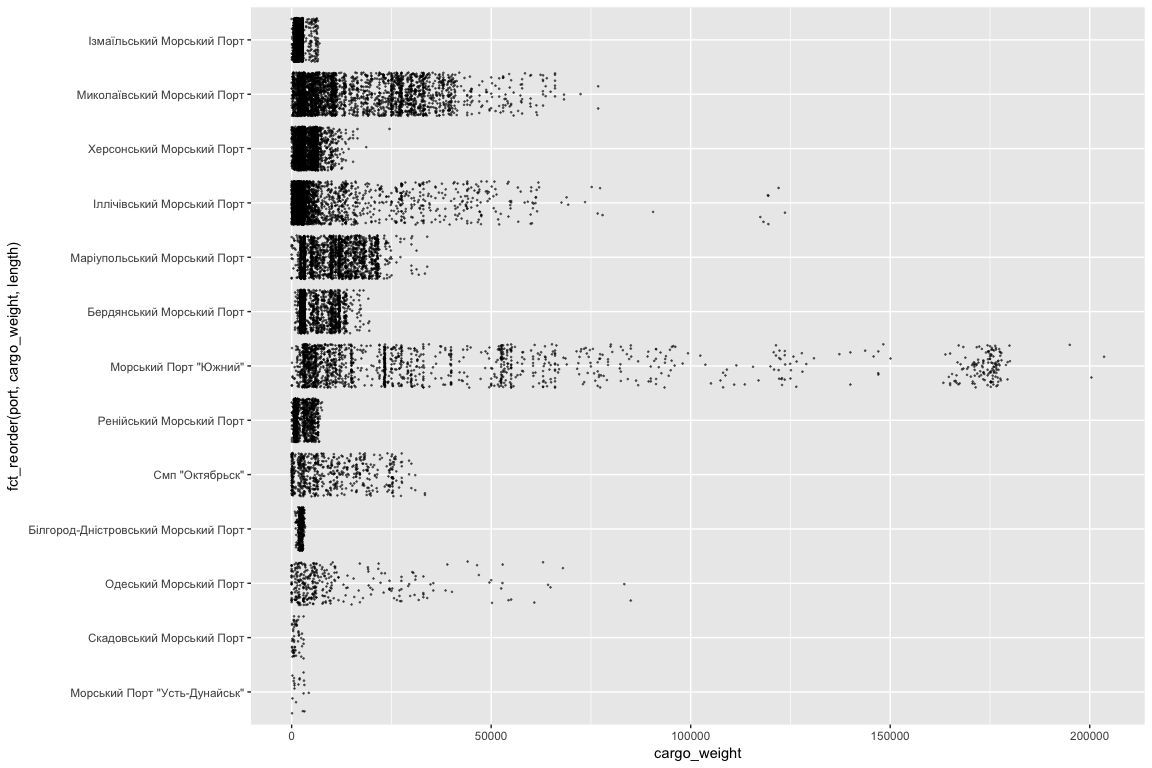 fct_reorder(port, cargo_weight, length)
Ізмаїльський Морський Порт
Миколаївський Морський Порт
Херсонський Морський Порт
Іллічівський Морський Порт
Маріупольський Морський Порт
Бердянський Морський Порт
Морський Порт "Южний"
Ренійський Морський Порт
Смп "Октябрьск"
Білгород-Дністровський Морський Порт
Одеський Морський Порт
Скадовський Морський Порт
Морський Порт "Усть-Дунайськ"
0 50000 100000 150000 200000
cargo_weight